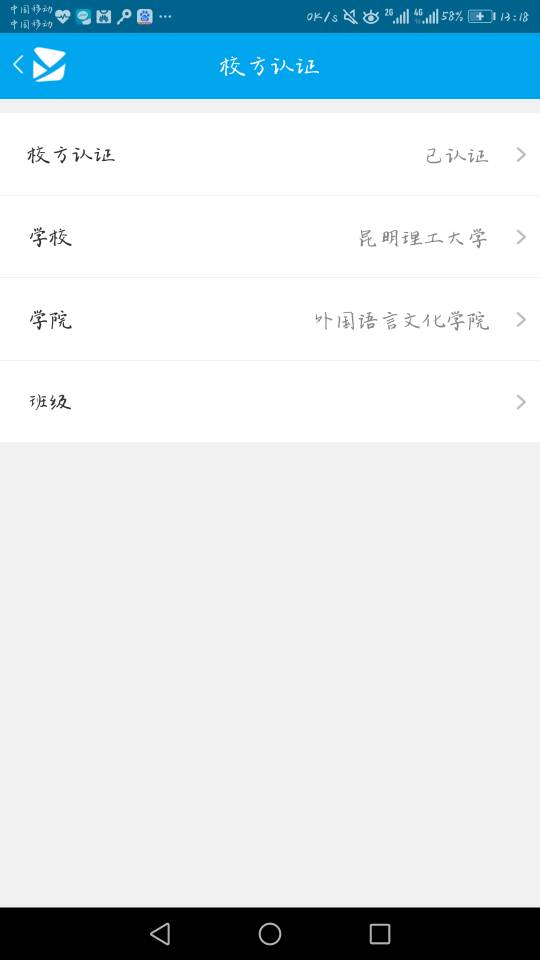 中国移动
中国移动
0K/s 2G 4G 58% 13:18
校方认证
校方认证 已认证
学校 昆明理工大学
学院 外国语言文化学院
班级